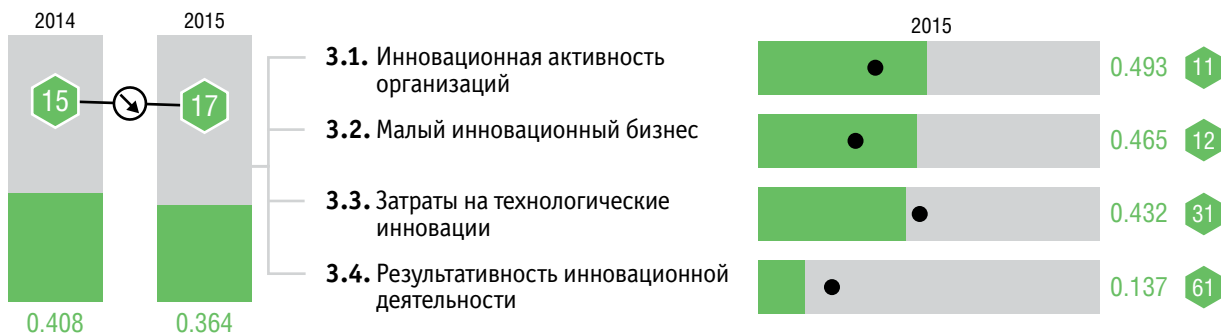 2014
2015
15
17
0.408
0.364
3.1. Инновационная активность
организаций
3.2. Малый инновационный бизнес
3.3. Затраты на технологические
инновации
3.4. Результативность инновационной
деятельности
2015
0.493 11
0.465 12
0.432 31
0.137 61